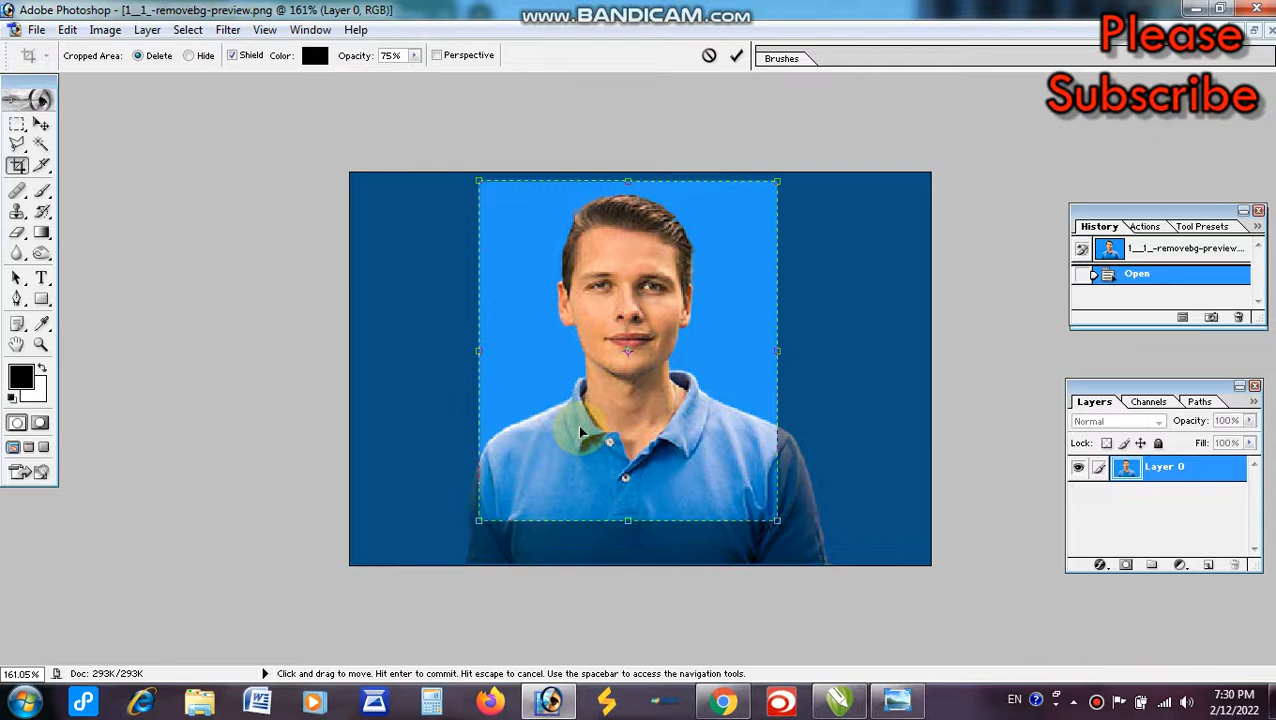 Adobe Photoshop - [1__1_-removebg-preview.png @ 161% (Layer 0, RGB)]
www.BANDICAM.com
File Edit Image Layer Select Filter View Window Help
Please
Subscribe
Cropped Area: Delete Hide Shield Color: Opacity: 75% Perspective
Brushes
History Actions Tool Presets
1__1_-removebg-preview...
Open
Layers Channels Paths
Normal Opacity: 100%
Lock: Fill: 100%
Layer 0
161.05% Doc: 293K/293K Click and drag to move. Hit enter to commit. Hit escape to cancel. Use the spacebar to access the navigation tools.
EN
7:30 PM
2/12/2022